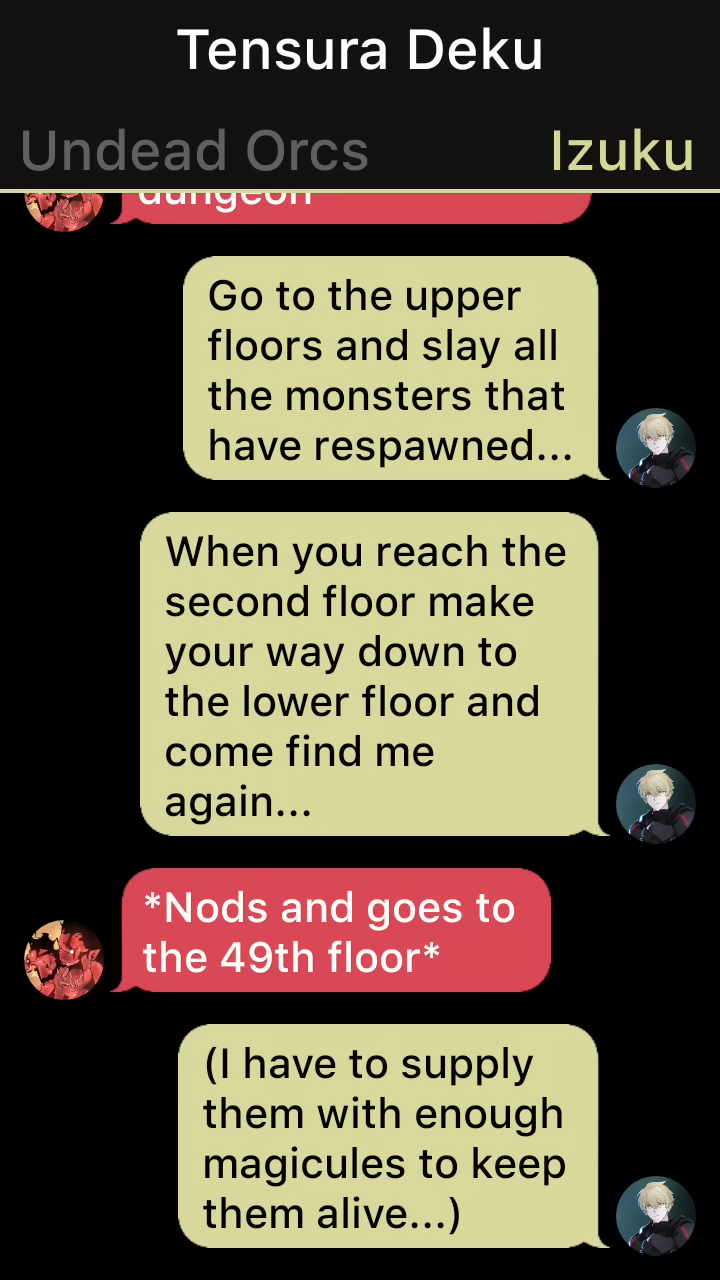 Tensura Deku
Undead Orcs
Izuku
dungeon
Go to the upper
floors and slay all
the monsters that
have respawned...
When you reach the
second floor make
your way down to
the lower floor and
come find me
again...
*Nods and goes to
the 49th floor*
(I have to supply
them with enough
magicules to keep
them alive...)